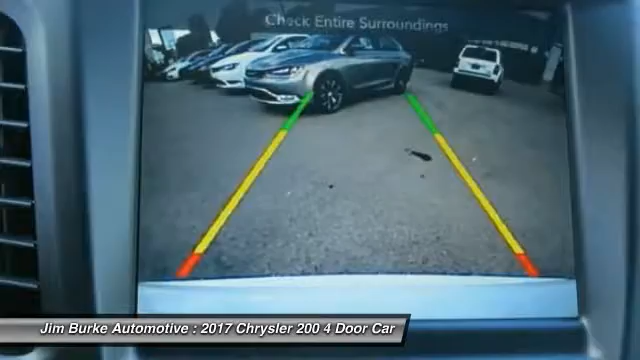 Check Entire Surroundings
Jim Burke Automotive : 2017 Chrysler 200 4 Door Car